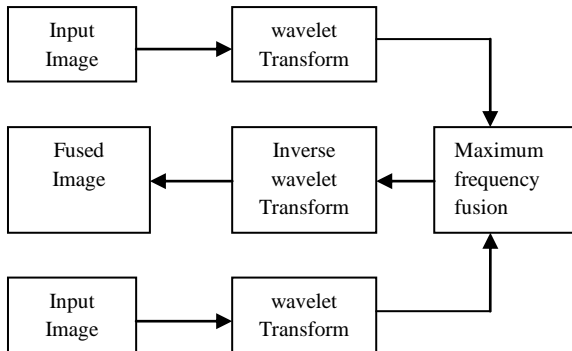 Input
Image
wavelet
Transform
Fused
Image
Inverse
wavelet
Transform
Maximum
frequency
fusion
Input
Image
wavelet
Transform